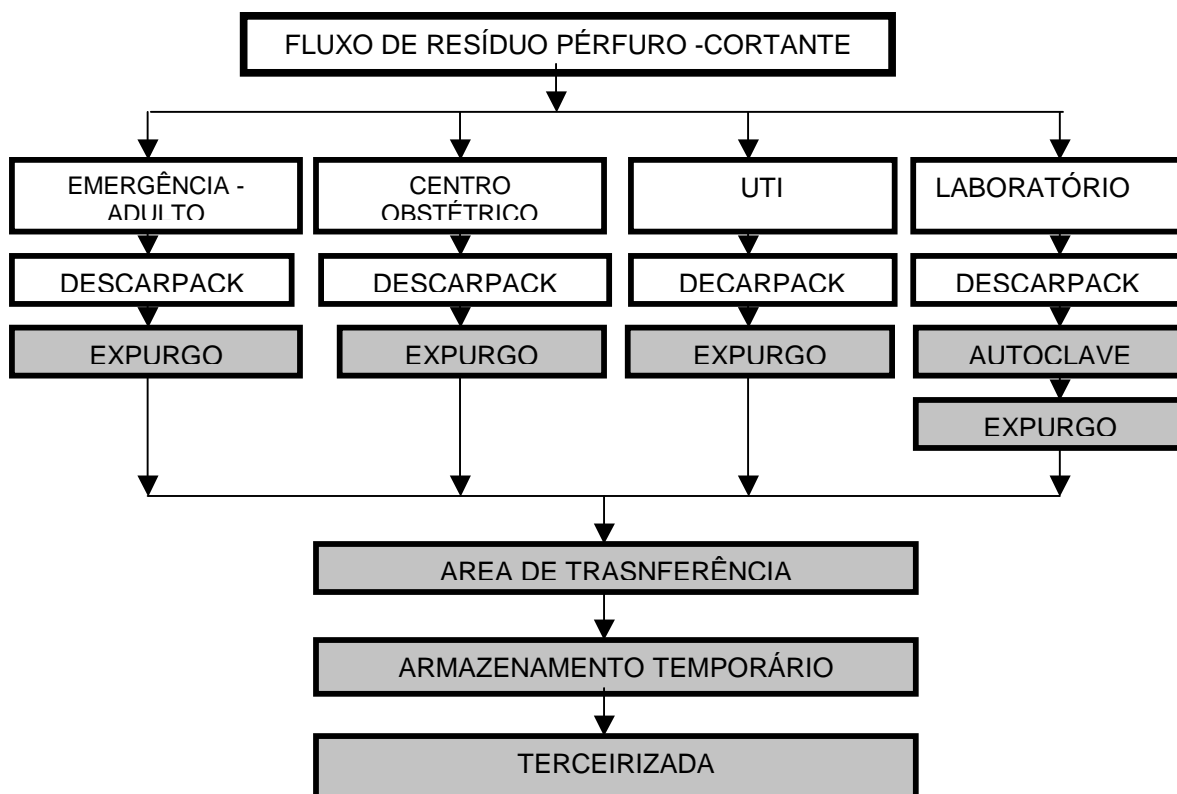 FLUXO DE RESÍDUO PÉRFURO -CORTANTE
EMERGÊNCIA -
ADULTO
CENTRO
OBSTÉTRICO
UTI
LABORATÓRIO
DESCARPACK
DESCARPACK
DECARPACK
DESCARPACK
EXPURGO
EXPURGO
EXPURGO
AUTOCLAVE
EXPURGO
AREA DE TRASNFERÊNCIA
ARMAZENAMENTO TEMPORÁRIO
TERCEIRIZADA